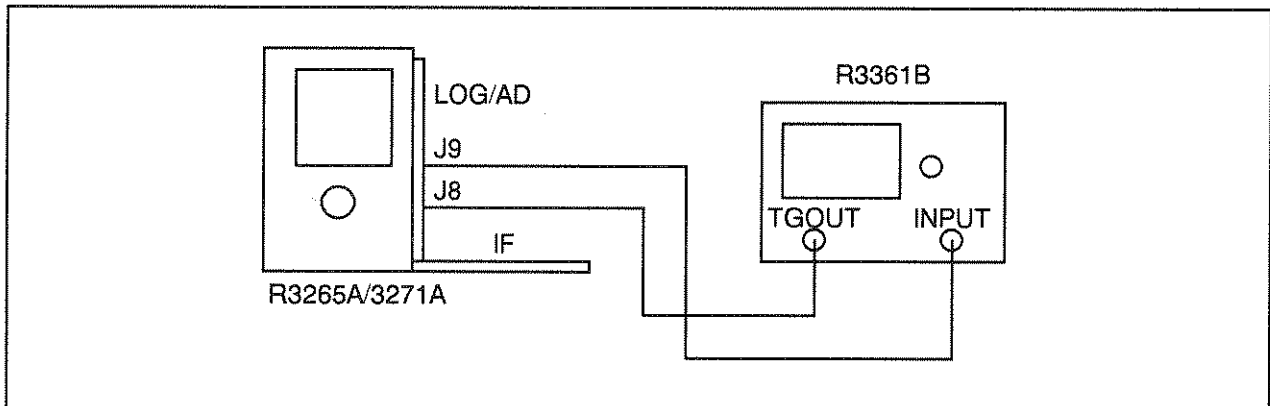 LOG/AD
J9
J8
IF
R3265A/3271A
R3361B
TGOUT INPUT